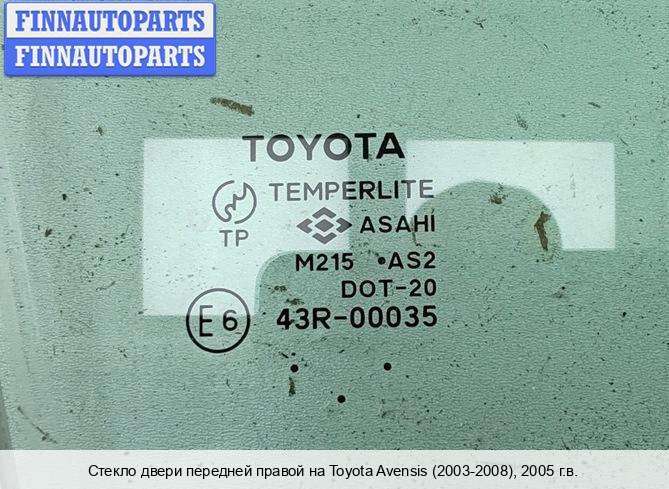 FINNAUTOPARTS
FINNAUTOPARTS
TOYOTA
TEMPERLITE
TP
ASAHI
M215 •AS2
DOT-20
E6 43R-00035
Стекло двери передней правой на Toyota Avensis (2003-2008), 2005 г.в.